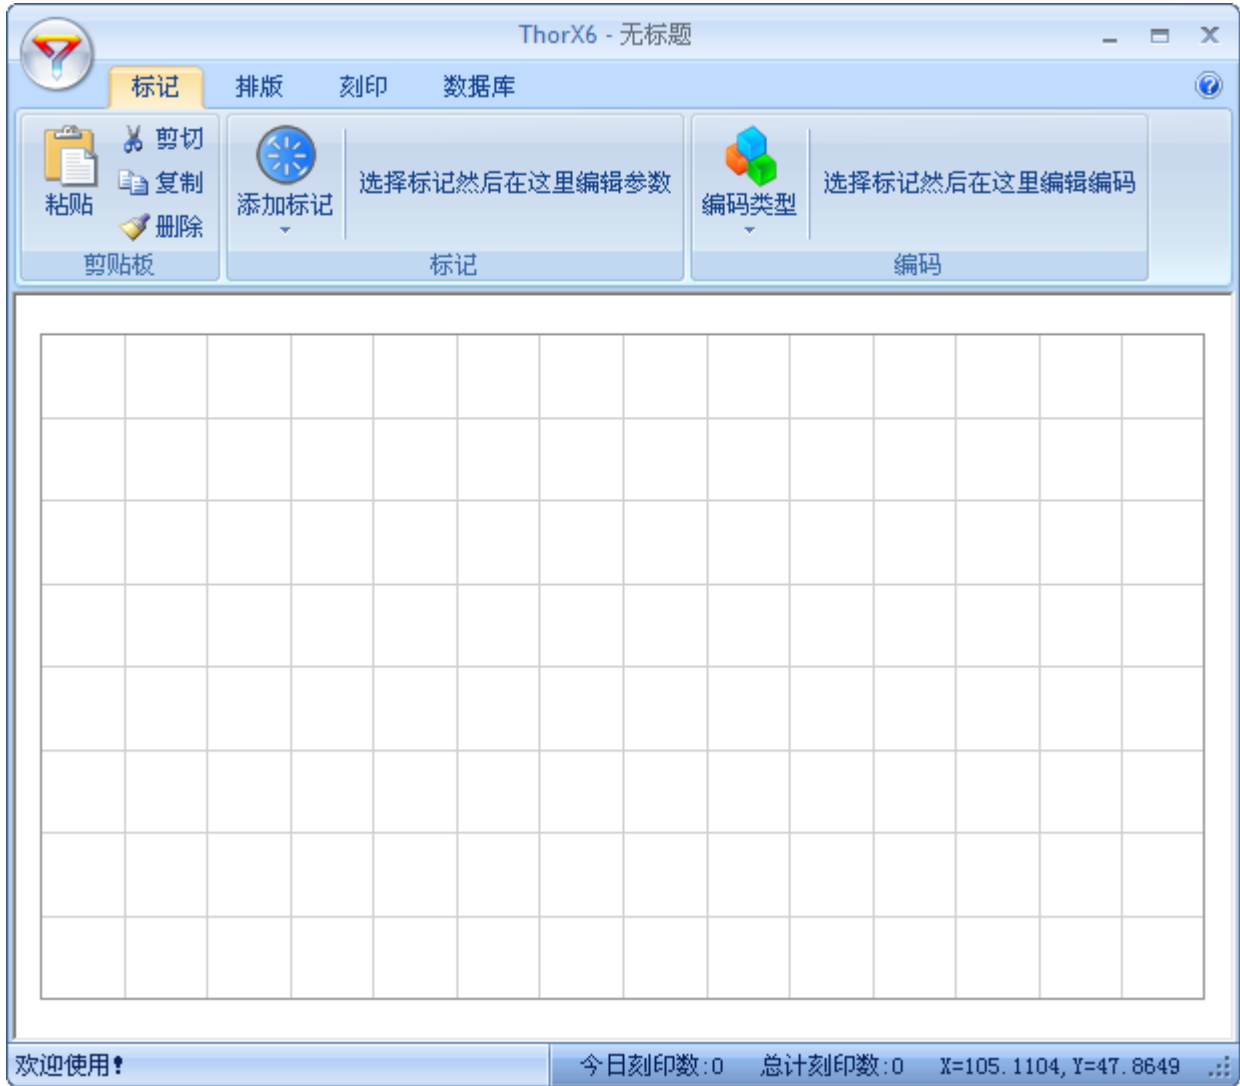 ThorX6 - 无标题
标记 排版 刻印 数据库
粘贴
剪切
复制
删除
剪贴板
添加标记
选择标记然后在这里编辑参数
标记
编码类型
选择标记然后在这里编辑编码
编码
欢迎使用! 今日刻印数:0 总计刻印数:0 X=105.1104,Y=47.8649